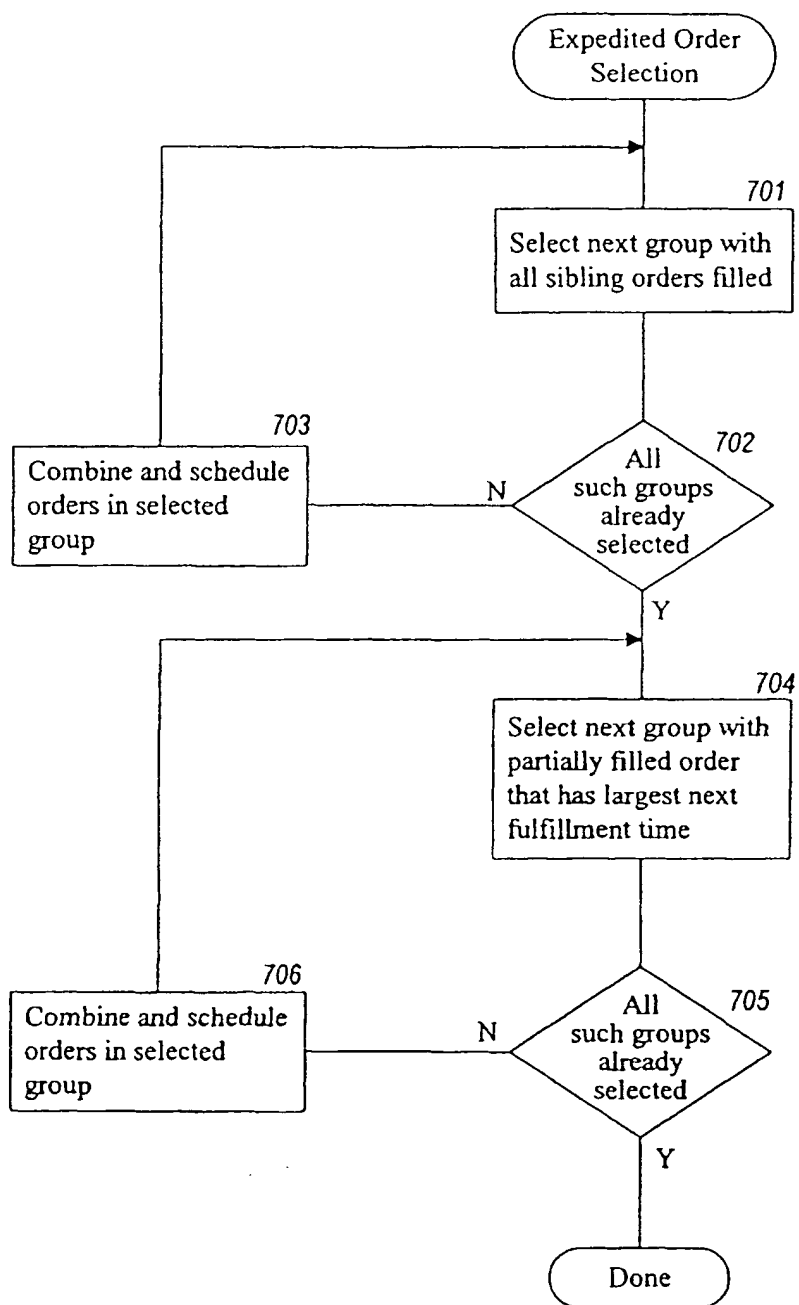 Expedited Order
Selection
701
Select next group with
all sibling orders filled
703
Combine and schedule
orders in selected
group
702
All
such groups
already
selected
N
Y
704
Select next group with
partially filled order
that has largest next
fulfillment time
706
Combine and schedule
orders in selected
group
705
All
such groups
already
selected
N
Y
Done